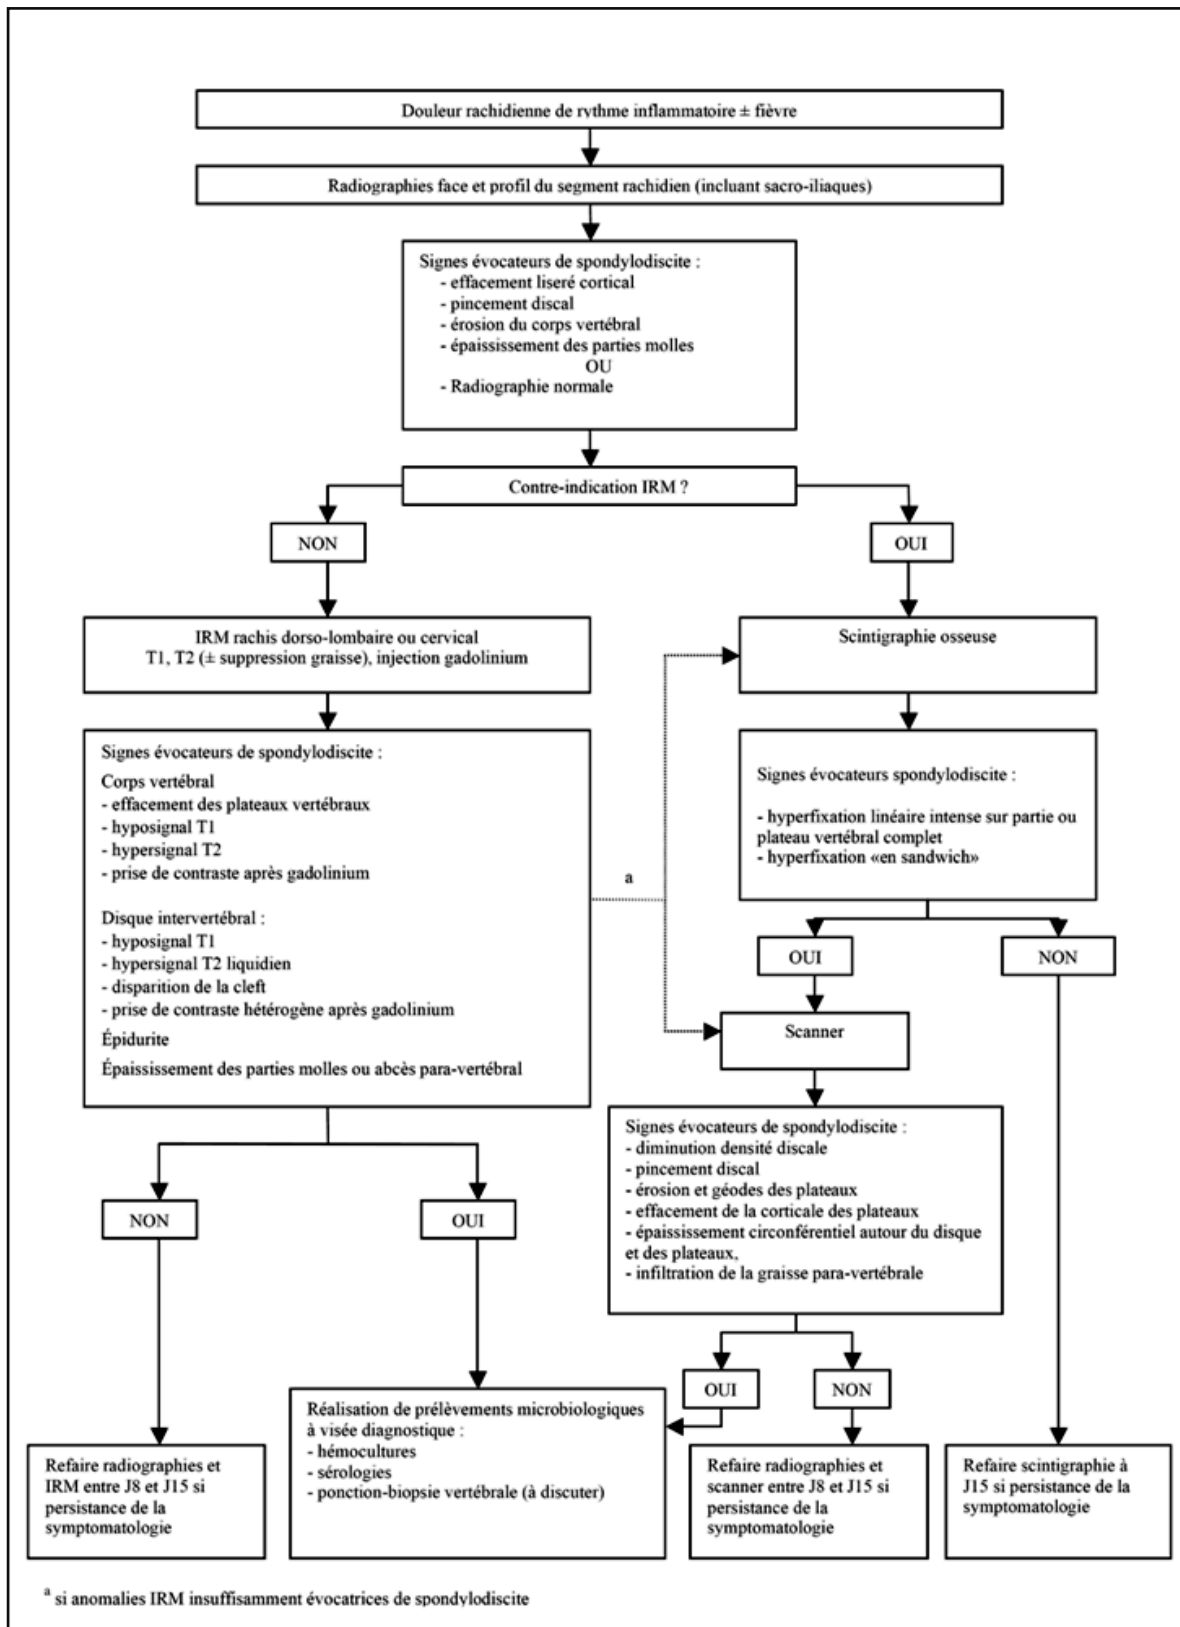 Douleur rachidienne de rythme inflammatoire ± fièvre
Radiographies face et profil du segment rachidien (incluant sacro-iliaques)
Signes évocateurs de spondylodiscite :
- effacement liseré cortical
- pincement discal
- érosion du corps vertébral
- épaississement des parties molles
OU
- Radiographie normale
Contre-indication IRM ?
NON
OUI
IRM rachis dorso-lombaire ou cervical
T1, T2 (± suppression graisse), injection gadolinium
Scintigraphie osseuse
Signes évocateurs de spondylodiscite :
Corps vertébral
- effacement des plateaux vertébraux
- hyposignal T1
- hypersignal T2
- prise de contraste après gadolinium
Disque intervertébral :
- hyposignal T1
- hypersignal T2 liquidien
- disparition de la cleft
- prise de contraste hétérogène après gadolinium
Épidurite
Épaississement des parties molles ou abcès para-vertébral
a
Signes évocateurs spondylodiscite :
- hyperfixation linéaire intense sur partie ou
plateau vertébral complet
- hyperfixation «en sandwich»
OUI
NON
Scanner
Signes évocateurs de spondylodiscite :
- diminution densité discale
- pincement discal
- érosion et géodes des plateaux
- effacement de la corticale des plateaux
- épaississement circonférentiel autour du disque
et des plateaux,
- infiltration de la graisse para-vertébrale
NON
OUI
OUI
NON
Refaire radiographies et
IRM entre J8 et J15 si
persistance de la
symptomatologie
Réalisation de prélèvements microbiologiques
à visée diagnostique :
- hémocultures
- sérologies
- ponction-biopsie vertébrale (à discuter)
Refaire radiographies et
scanner entre J8 et J15 si
persistance de la
symptomatologie
Refaire scintigraphie à
J15 si persistance de la
symptomatologie
a si anomalies IRM insuffisamment évocatrices de spondylodiscite